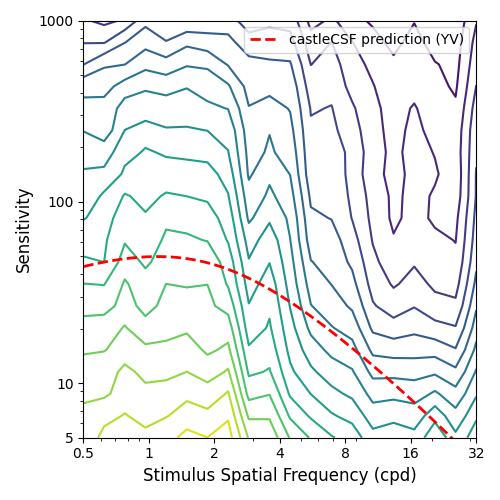 1000
castleCSF prediction (YV)
Sensitivity
100
10
5
0.5 1 2 4 8 16 32
Stimulus Spatial Frequency (cpd)